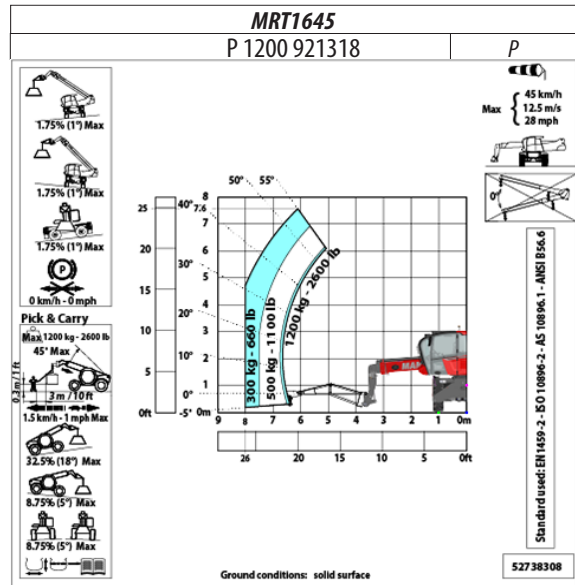 MRT1645
P 1200 921318
P
1.75% (1°) Max
1.75% (1°) Max
1.75% (1°) Max
P
0 km/h - 0 mph
Pick & Carry
Max 1200 kg - 2600 lb
45° Max
0.3 m / 1 ft
3 m / 10 ft
1.5 km/h - 1 mph Max
32.5% (18°) Max
8.75% (5°) Max
8.75% (5°) Max
Max
45 km/h
12.5 m/s
28 mph
0°
50°
55°
40°
30°
20°
10°
0°
-5°
25
20
15
10
5
0ft
8
7.6
7
6
5
4
3
2
1
0m
300 kg - 660 lb
500 kg - 1100 lb
1200 kg - 2600 lb
MAN
9
8
7
6
5
4
3
2
1
0m
26
20
15
10
5
0ft
Standard used: EN1459-2 - ISO 10896-2 - AS 10896.1 - ANSI B56.6
Ground conditions: solid surface
52738308